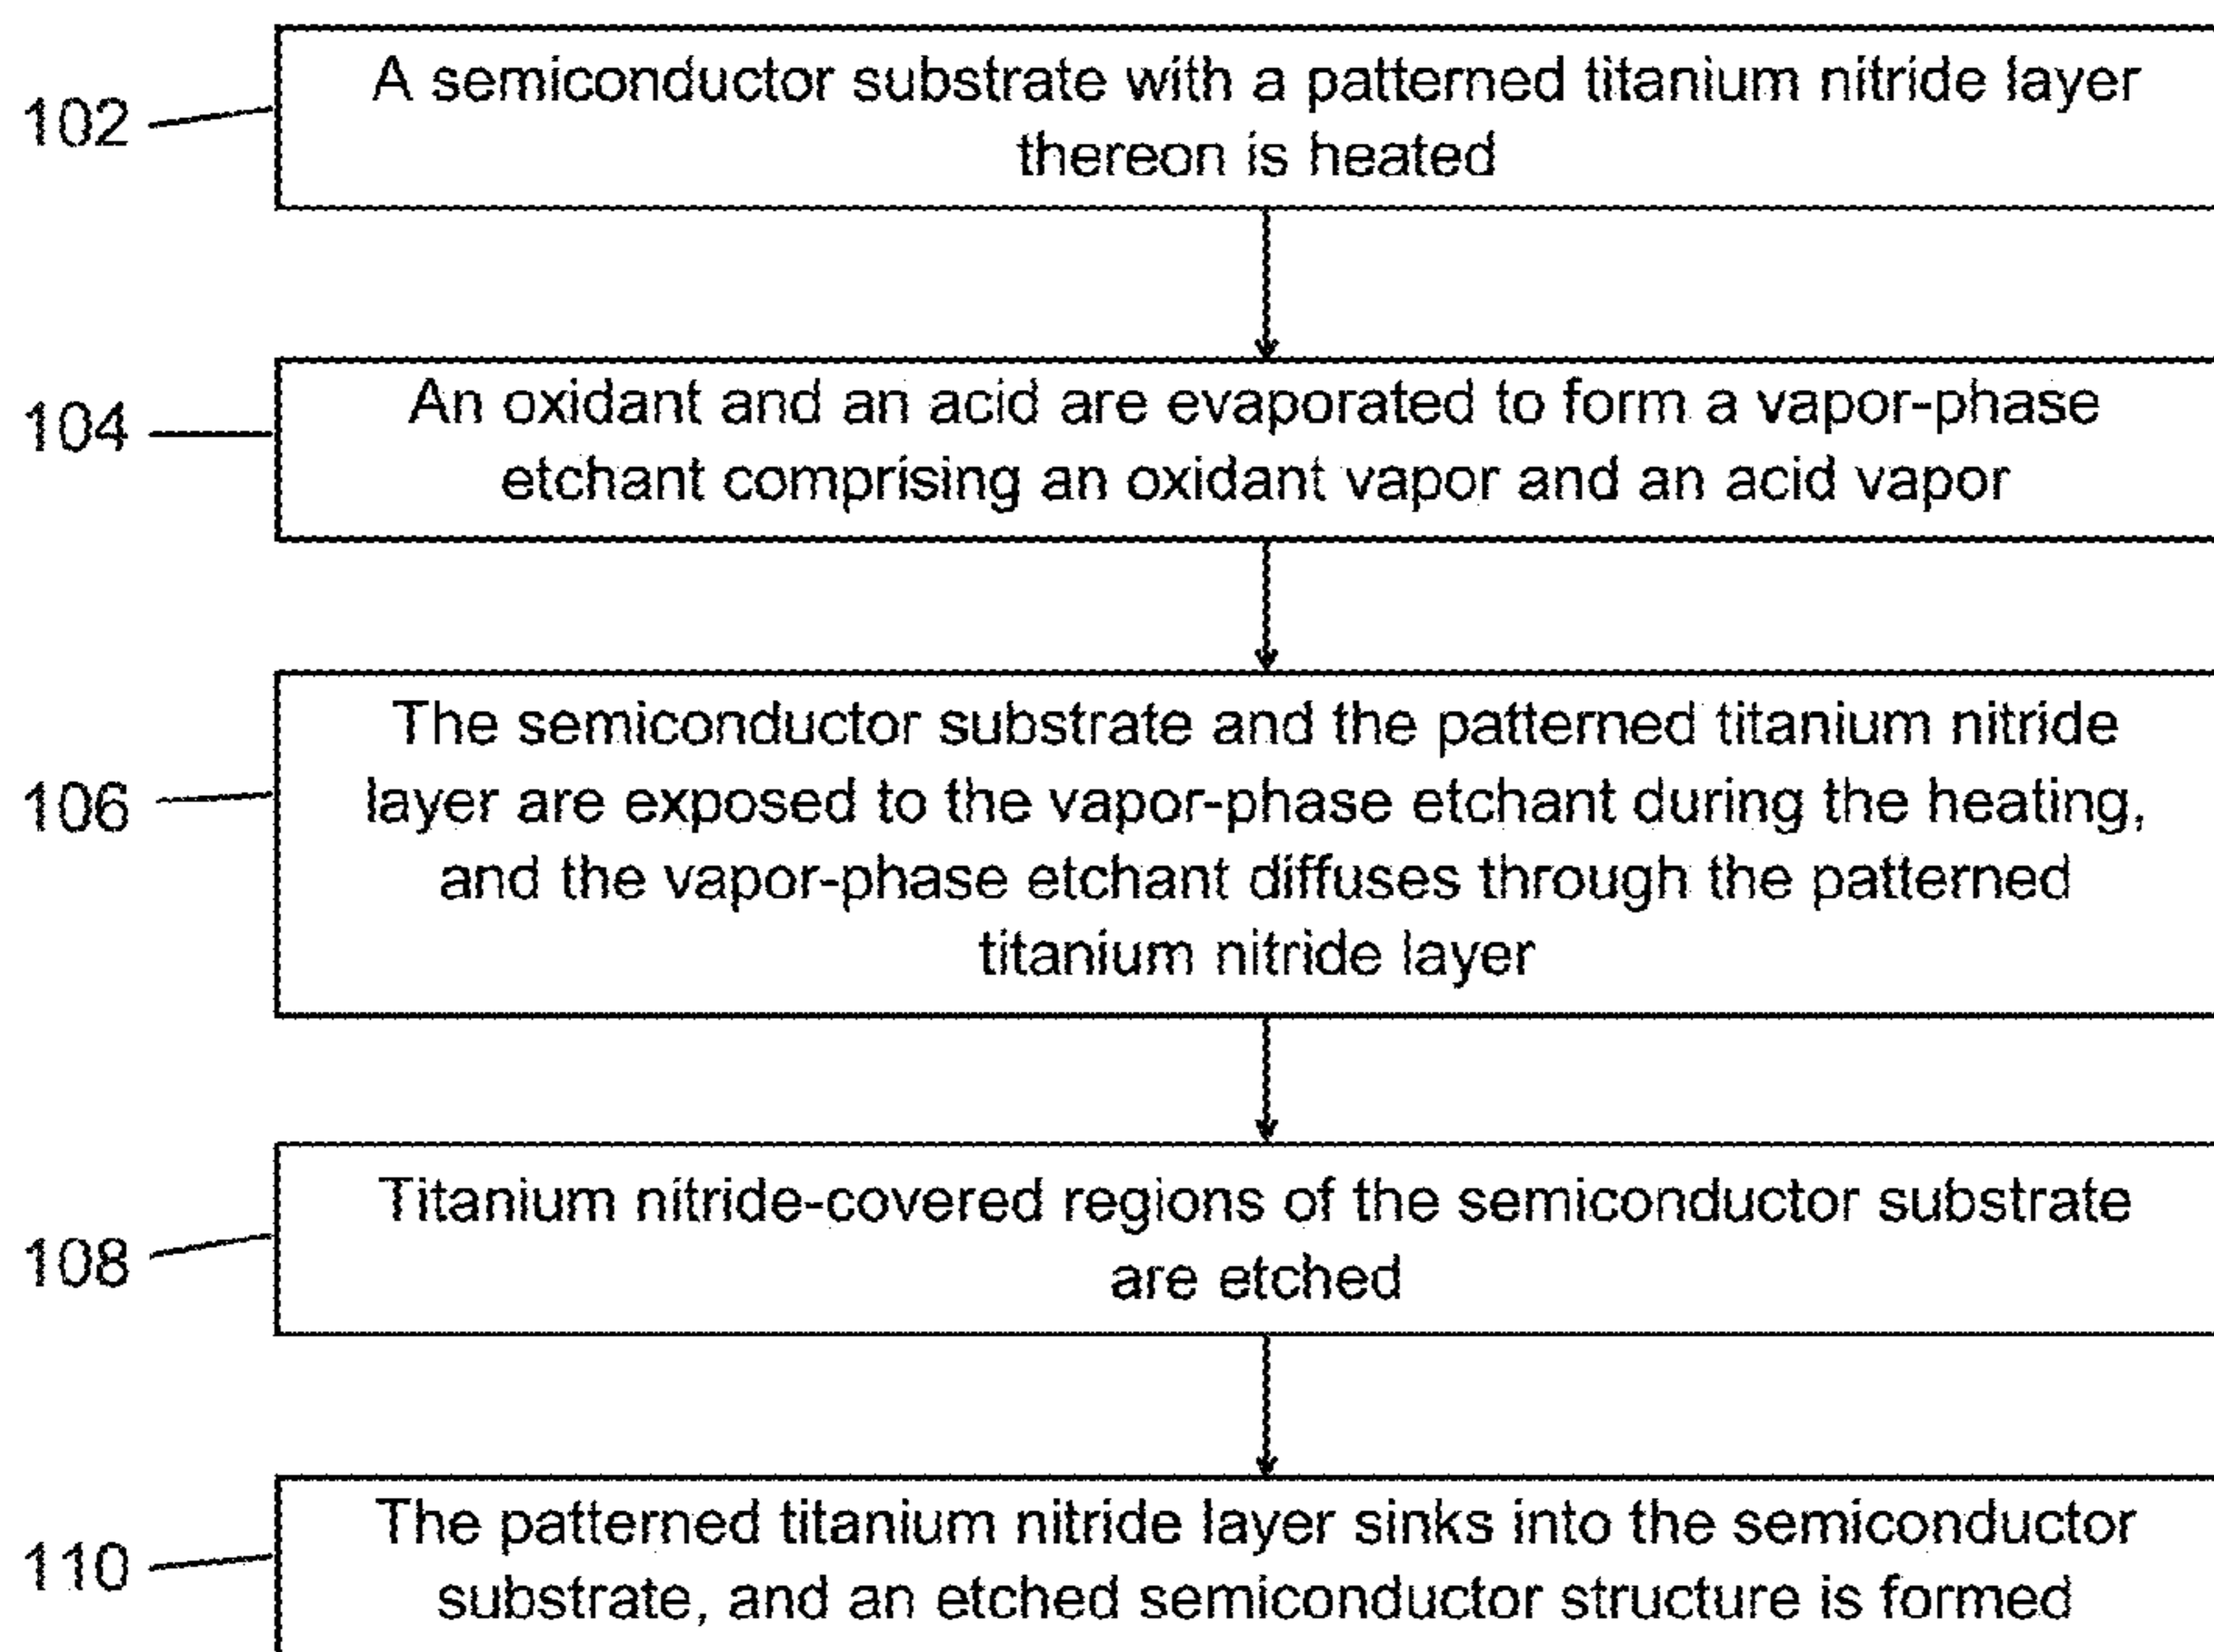 102
A semiconductor substrate with a patterned titanium nitride layer
thereon is heated
104
An oxidant and an acid are evaporated to form a vapor-phase
etchant comprising an oxidant vapor and an acid vapor
106
The semiconductor substrate and the patterned titanium nitride
layer are exposed to the vapor-phase etchant during the heating,
and the vapor-phase etchant diffuses through the patterned
titanium nitride layer
108
Titanium nitride-covered regions of the semiconductor substrate
are etched
110
The patterned titanium nitride layer sinks into the semiconductor
substrate, and an etched semiconductor structure is formed